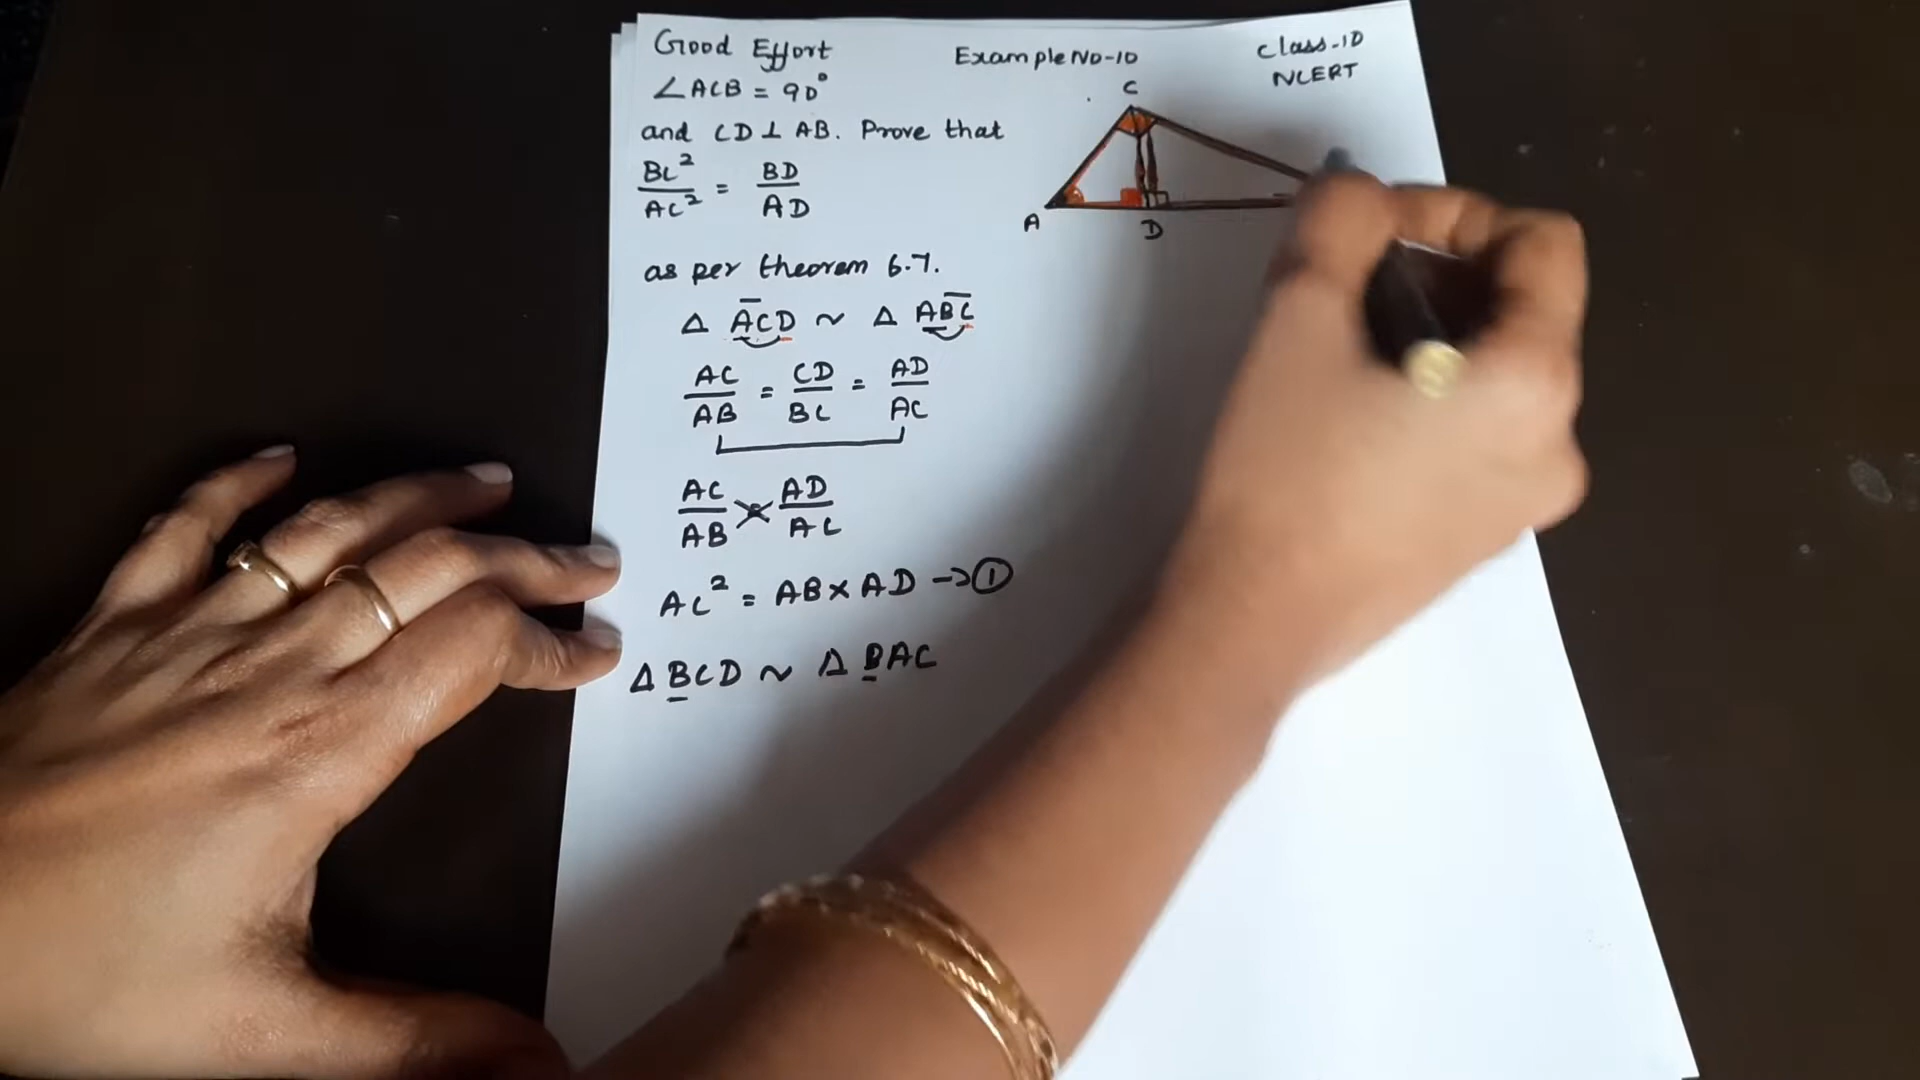 Good Effort
Example No-10
Class-10
NCERT
∠ACB = 90°
and CD ⊥ AB. Prove that
BC²/AC² = BD/AD
C
A
D
as per theorem 6.7.
Δ ACD ~ Δ ABC
AC/AB = CD/BC = AD/AC
AC/AB = AD/AC
AC² = AB × AD → ①
Δ BCD ~ Δ BAC